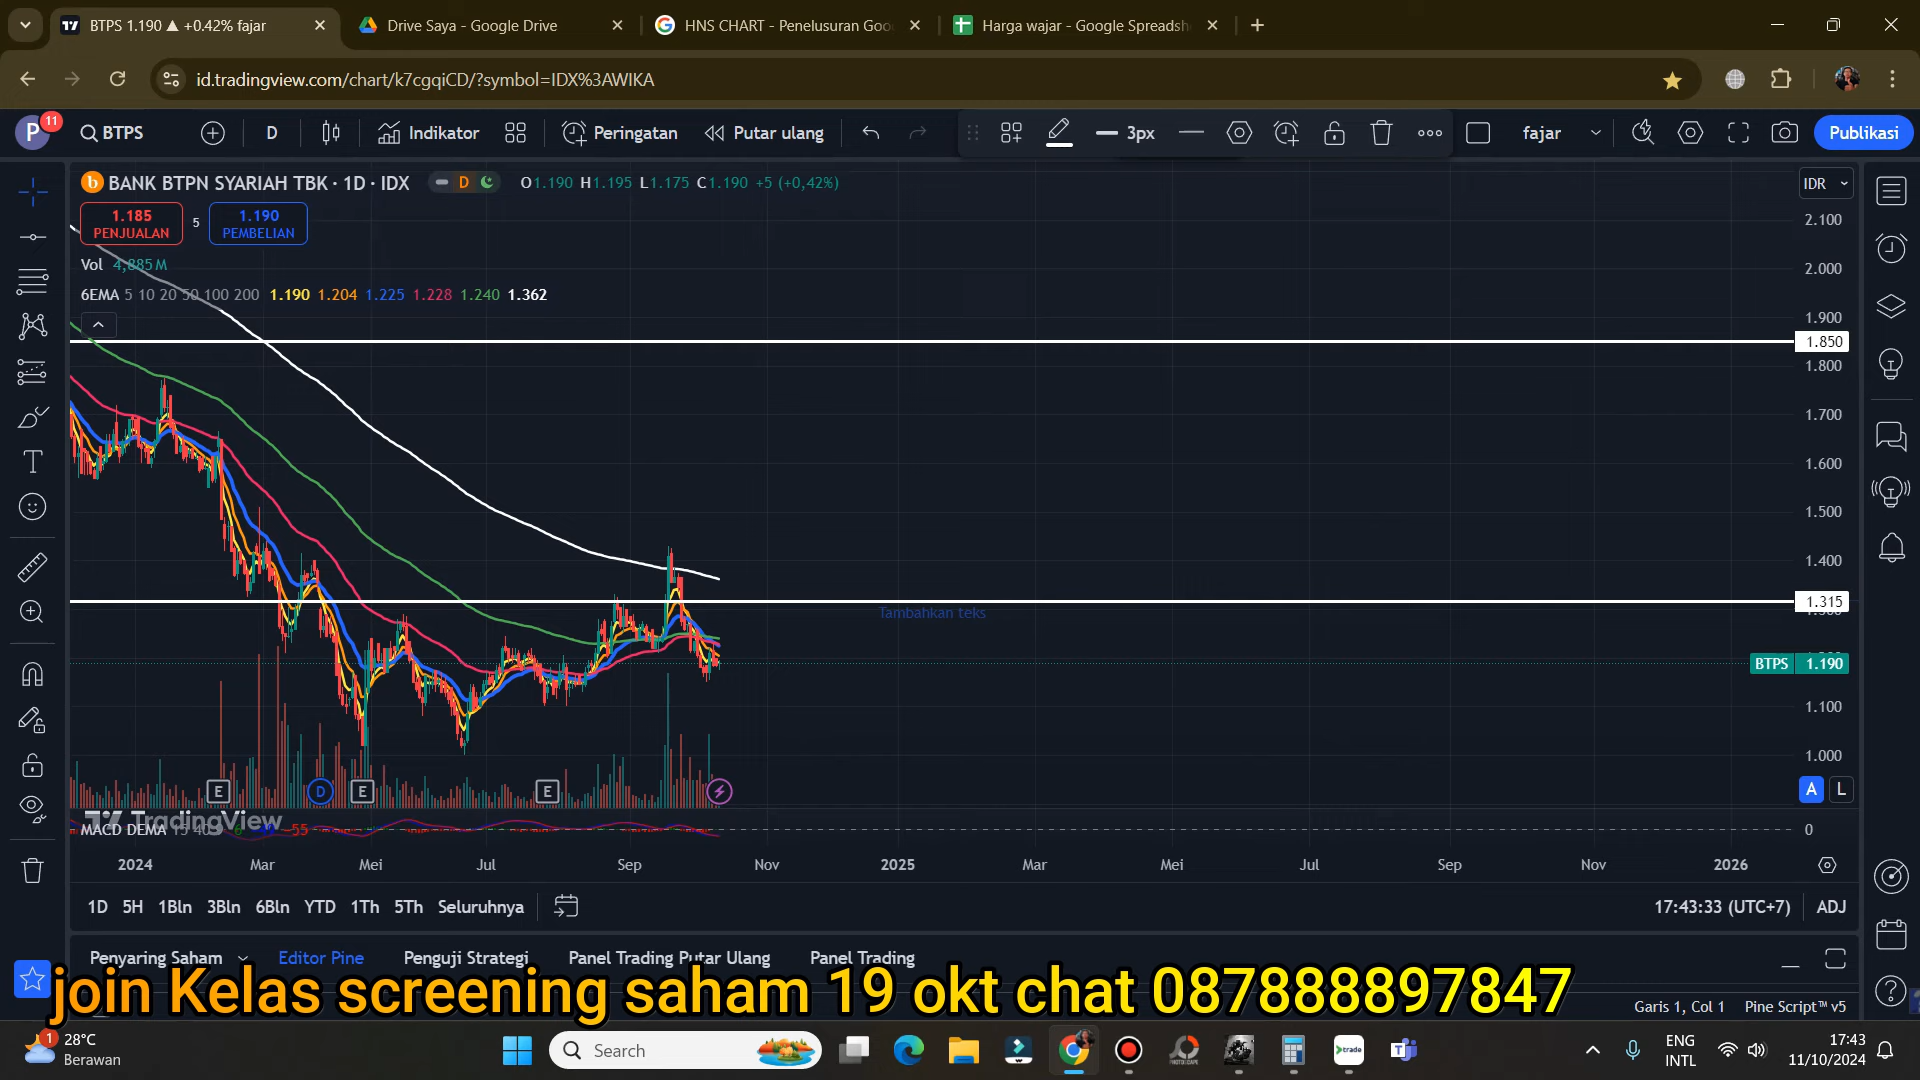 BTPS 1.190 ▲ +0.42% fajar
Drive Saya - Google Drive
HNS CHART - Penelusuran Goo
Harga wajar - Google Spreadsh
id.tradingview.com/chart/k7cgqiCD/?symbol=IDX%3AWIKA
P 11
BTPS
D
Indikator
Peringatan
Putar ulang
3px
fajar
Publikasi
BANK BTPN SYARIAH TBK · 1D · IDX
D
O1.190 H1.195 L1.175 C1.190 +5 (+0,42%)
IDR
1.185
PENJUALAN
5
1.190
PEMBELIAN
Vol 4,885M
6EMA 5 10 20 50 100 200 1.190 1.204 1.225 1.228 1.240 1.362
2.100
2.000
1.900
1.850
1.800
1.700
1.600
1.500
1.400
1.315
Tambahkan teks
BTPS 1.190
1.100
1.000
E D E E
A L
TradingView
MACD DEMA
-55
0
2024 Mar Mei Jul Sep Nov 2025 Mar Mei Jul Sep Nov 2026
1D 5H 1Bln 3Bln 6Bln YTD 1Th 5Th Seluruhnya
17:43:33 (UTC+7) ADJ
Penyaring Saham Editor Pine Penguji Strategi Panel Trading Putar Ulang Panel Trading
join Kelas screening saham 19 okt chat 087888897847
Garis 1, Col 1 Pine Script™ v5
1
28°C
Berawan
Search
trade
ENG
INTL
17:43
11/10/2024